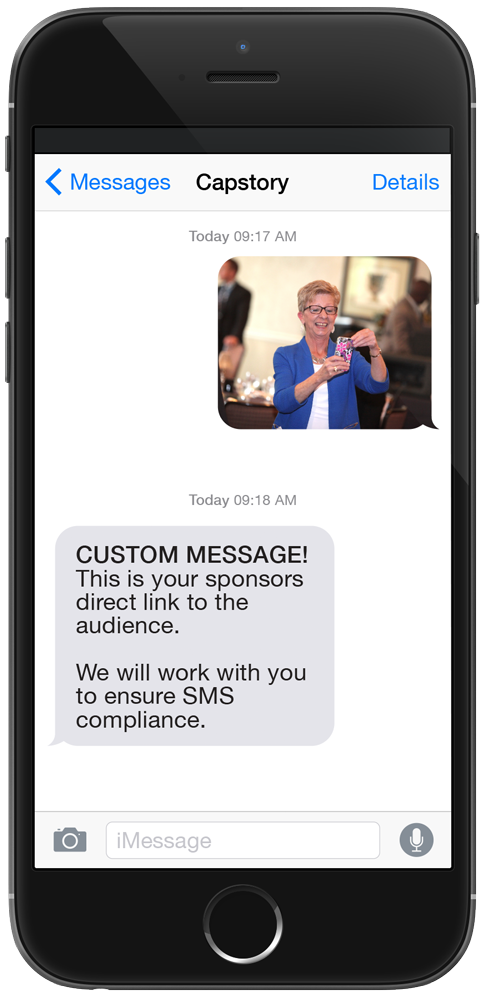 Messages Capstory Details
Today 09:17 AM
Today 09:18 AM
CUSTOM MESSAGE!
This is your sponsors
direct link to the
audience.
We will work with you
to ensure SMS
compliance.
iMessage